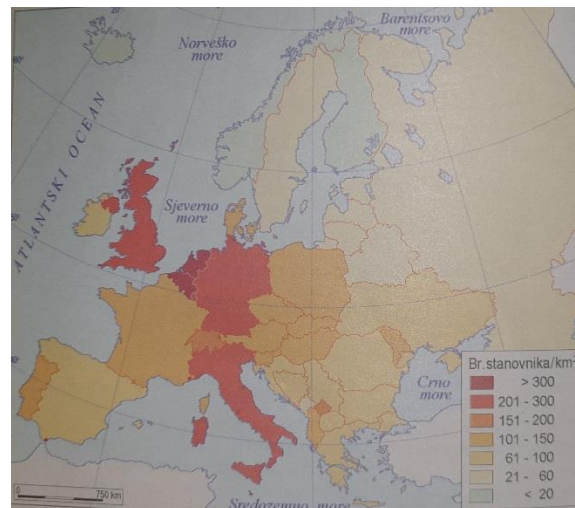 Barentsovo
more
Norveško
more
ATLANTSKI OCEAN
Sjeverno
more
Br.stanovnika/km²
> 300
201 - 300
151 - 200
101 - 150
61 - 100
21 - 60
< 20
Crno
more
0
750 km
Sredozemno more